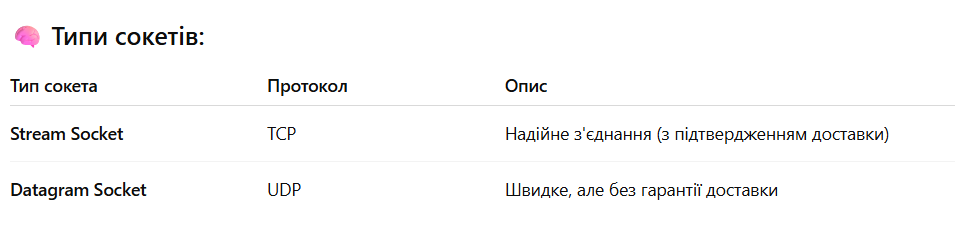 🧠 Типи сокетів:
Тип сокета Протокол Опис
Stream Socket TCP Надійне з'єднання (з підтвердженням доставки)
Datagram Socket UDP Швидке, але без гарантії доставки